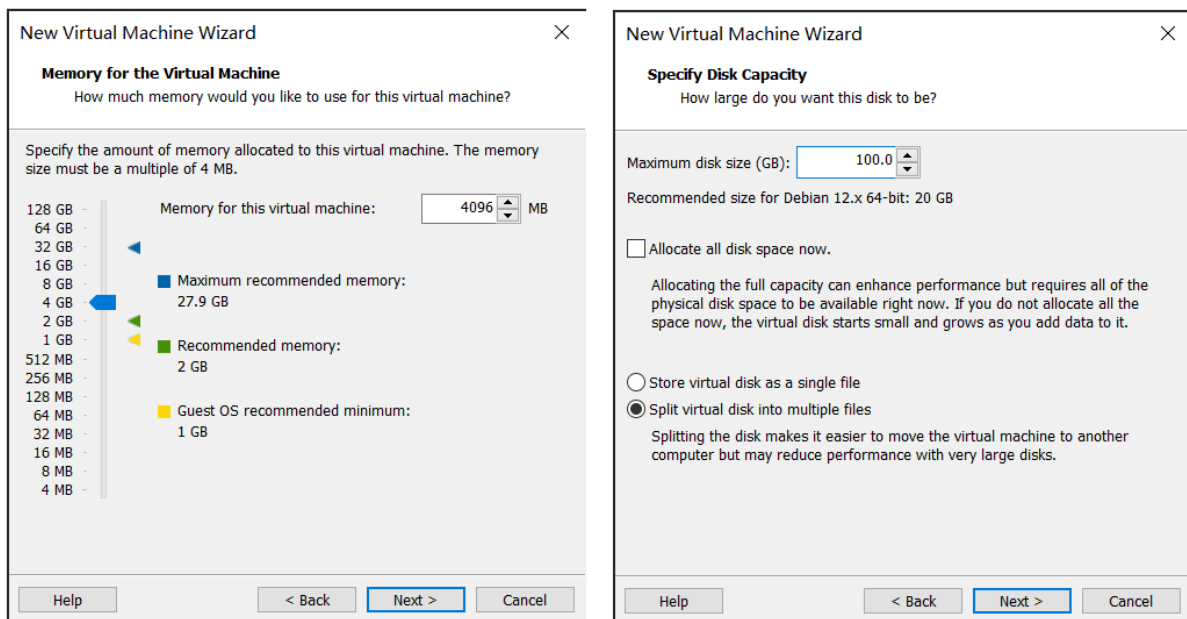 New Virtual Machine Wizard
Memory for the Virtual Machine
How much memory would you like to use for this virtual machine?
Specify the amount of memory allocated to this virtual machine. The memory
size must be a multiple of 4 MB.
Memory for this virtual machine: 4096 MB
128 GB
64 GB
32 GB
16 GB
8 GB
4 GB
2 GB
1 GB
512 MB
256 MB
128 MB
64 MB
32 MB
16 MB
8 MB
4 MB
Maximum recommended memory:
27.9 GB
Recommended memory:
2 GB
Guest OS recommended minimum:
1 GB
Help < Back Next > Cancel
New Virtual Machine Wizard
Specify Disk Capacity
How large do you want this disk to be?
Maximum disk size (GB): 100.0
Recommended size for Debian 12.x 64-bit: 20 GB
Allocate all disk space now.
Allocating the full capacity can enhance performance but requires all of the
physical disk space to be available right now. If you do not allocate all the
space now, the virtual disk starts small and grows as you add data to it.
Store virtual disk as a single file
Split virtual disk into multiple files
Splitting the disk makes it easier to move the virtual machine to another
computer but may reduce performance with very large disks.
Help < Back Next > Cancel